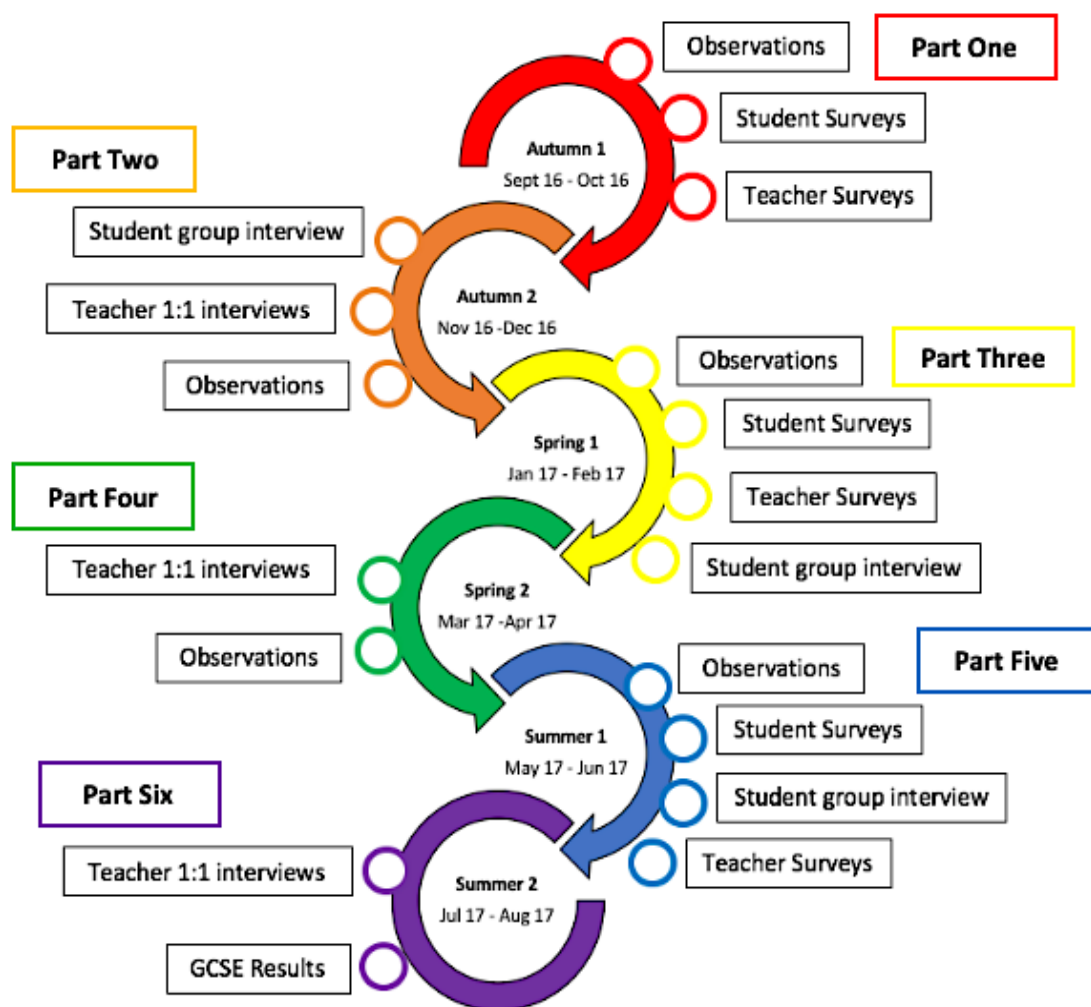 Part One
Observations
Student Surveys
Teacher Surveys
Autumn 1
Sept 16 - Oct 16
Part Two
Student group interview
Teacher 1:1 interviews
Observations
Autumn 2
Nov 16 -Dec 16
Part Three
Observations
Student Surveys
Teacher Surveys
Student group interview
Spring 1
Jan 17 - Feb 17
Part Four
Teacher 1:1 interviews
Observations
Spring 2
Mar 17 -Apr 17
Part Five
Observations
Student Surveys
Student group interview
Teacher Surveys
Summer 1
May 17 - Jun 17
Part Six
Teacher 1:1 interviews
GCSE Results
Summer 2
Jul 17 - Aug 17